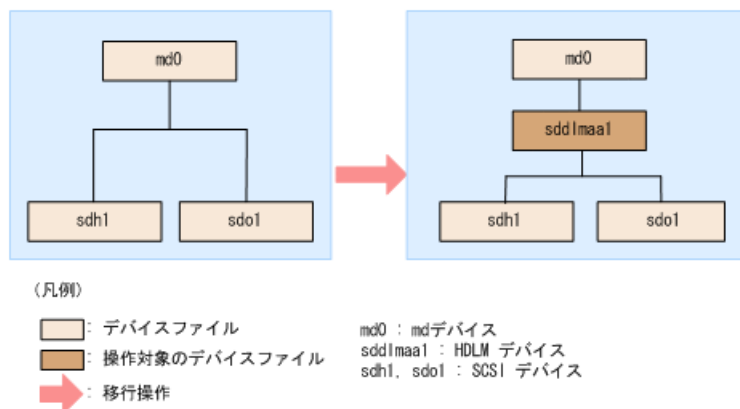 md0
md0
sddlmaa1
sdh1
sdo1
sdh1
sdo1
(凡例)
: デバイスファイル
: 操作対象のデバイスファイル
: 移行操作
md0 : mdデバイス
sddlmaa1 : HDLM デバイス
sdh1, sdo1 : SCSI デバイス